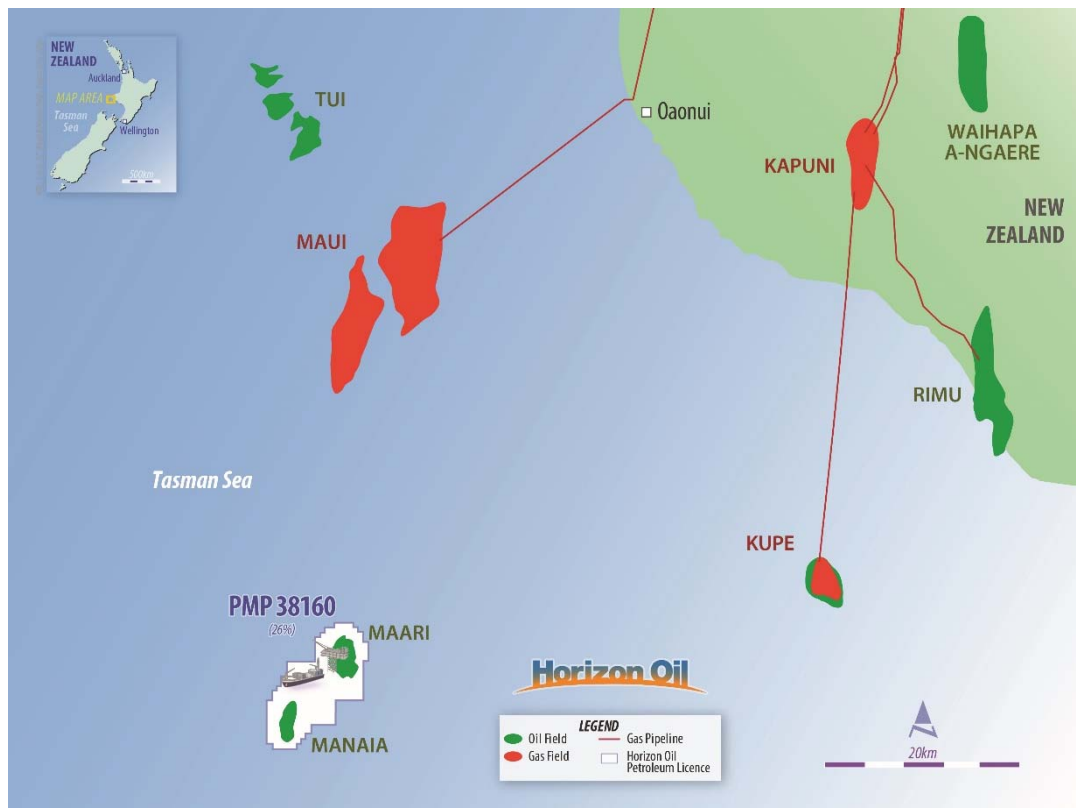 NEW
ZEALAND
Auckland
MAP AREA
Tasman
Sea
Wellington
500km
TUI
Oaonui
WAIHAPA
A-NGAERE
KAPUNI
NEW
ZEALAND
MAUI
RIMU
Tasman Sea
KUPE
PMP 38160
(26%)
MAARI
MANAIA
Horizon Oil
LEGEND
Oil Field
Gas Pipeline
Gas Field
Horizon Oil
Petroleum Licence
20km